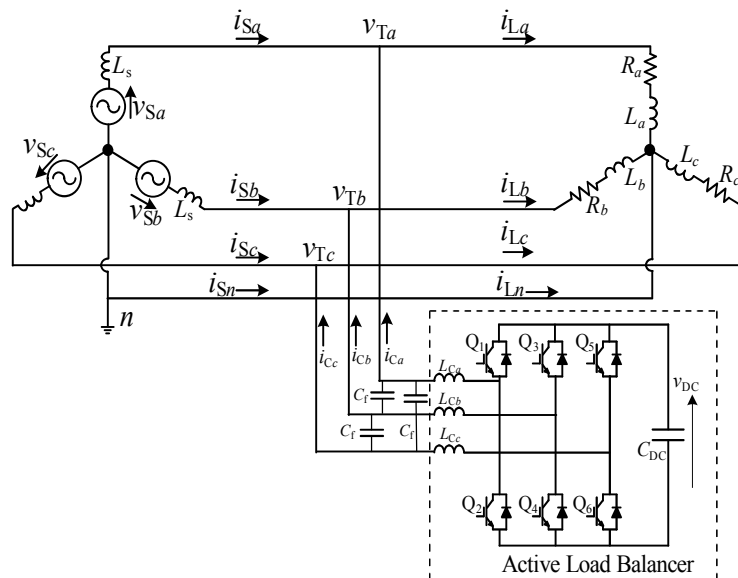 iSa
vTa
iLa
Ls
Ra
vSa
La
vSc
Lc
Rc
vSb
Ls
iSb
vTb
iLb
Rb
Lb
iSc
vTc
iLc
iSn
iLn
n
iCc
iCb
iCa
Cf
Cf
Cf
LCa
LCb
LCc
Q1
Q3
Q5
vDC
CDC
Q2
Q4
Q6
Active Load Balancer